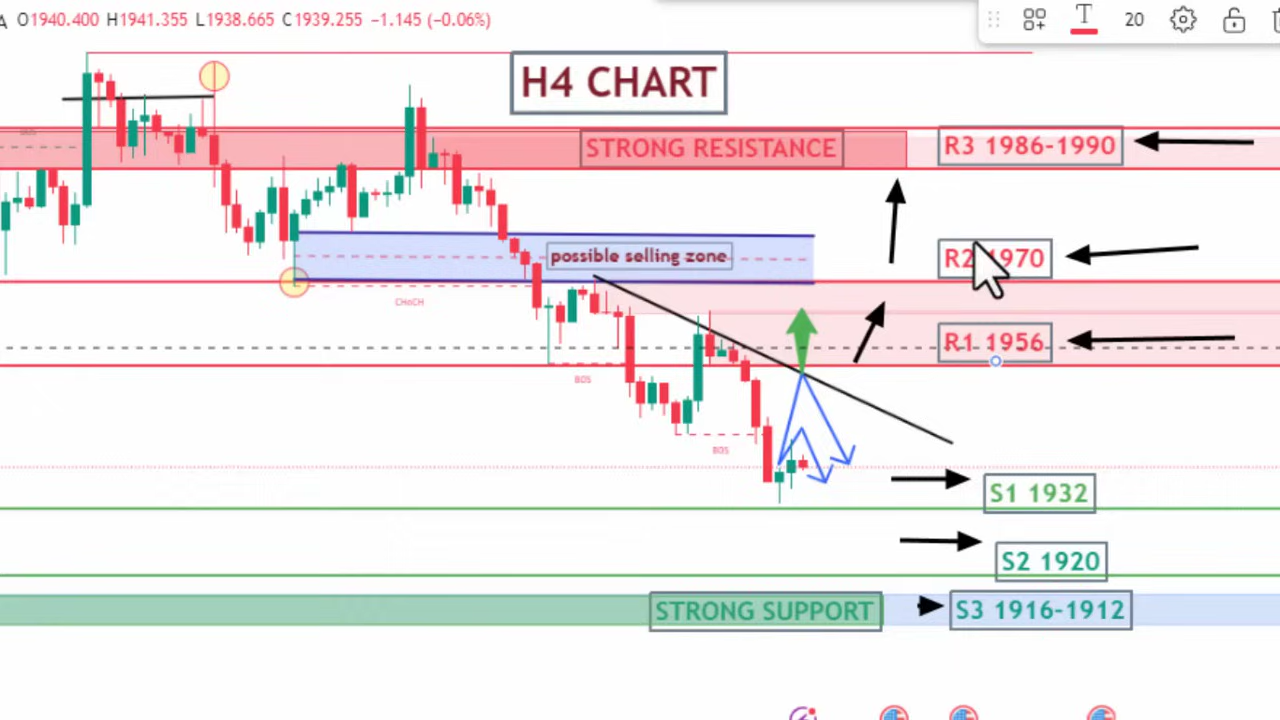 A O1940.400 H1941.355 L1938.665 C1939.255 −1.145 (−0.06%)
T 20
H4 CHART
STRONG RESISTANCE
R3 1986-1990
possible selling zone
R2 1970
CHoCH
R1 1956
BOS
BOS
S1 1932
S2 1920
STRONG SUPPORT
S3 1916-1912